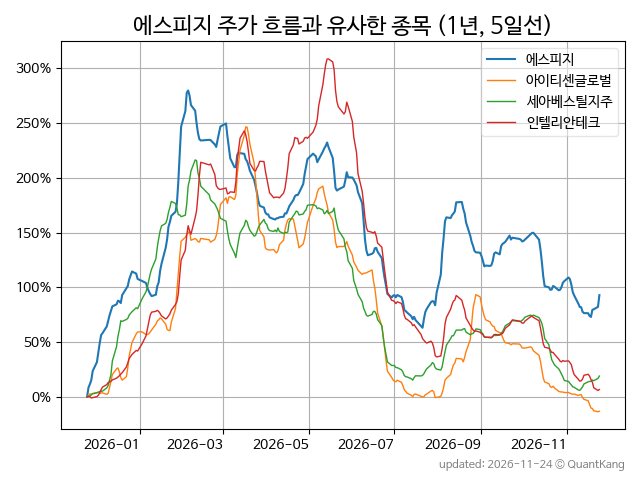 에스피지 주가 흐름과 유사한 종목 (1년, 5일선)
에스피지
아이티센글로벌
세아베스틸지주
인텔리안테크
300%
250%
200%
150%
100%
50%
0%
2026-01 2026-03 2026-05 2026-07 2026-09 2026-11
updated: 2026-11-24 © QuantKang